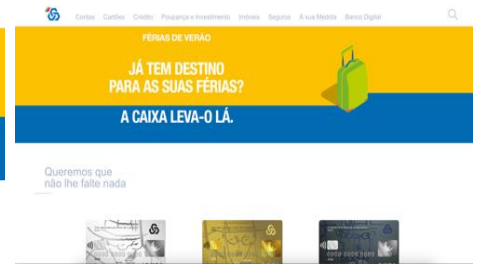 Contas Cartões Crédito Poupança e Investimento Imóveis Seguros A sua Medida Banco Digital
FÉRIAS DE VERÃO
JÁ TEM DESTINO
PARA AS SUAS FÉRIAS?
A CAIXA LEVA-O LÁ.
Queremos que
não lhe falte nada